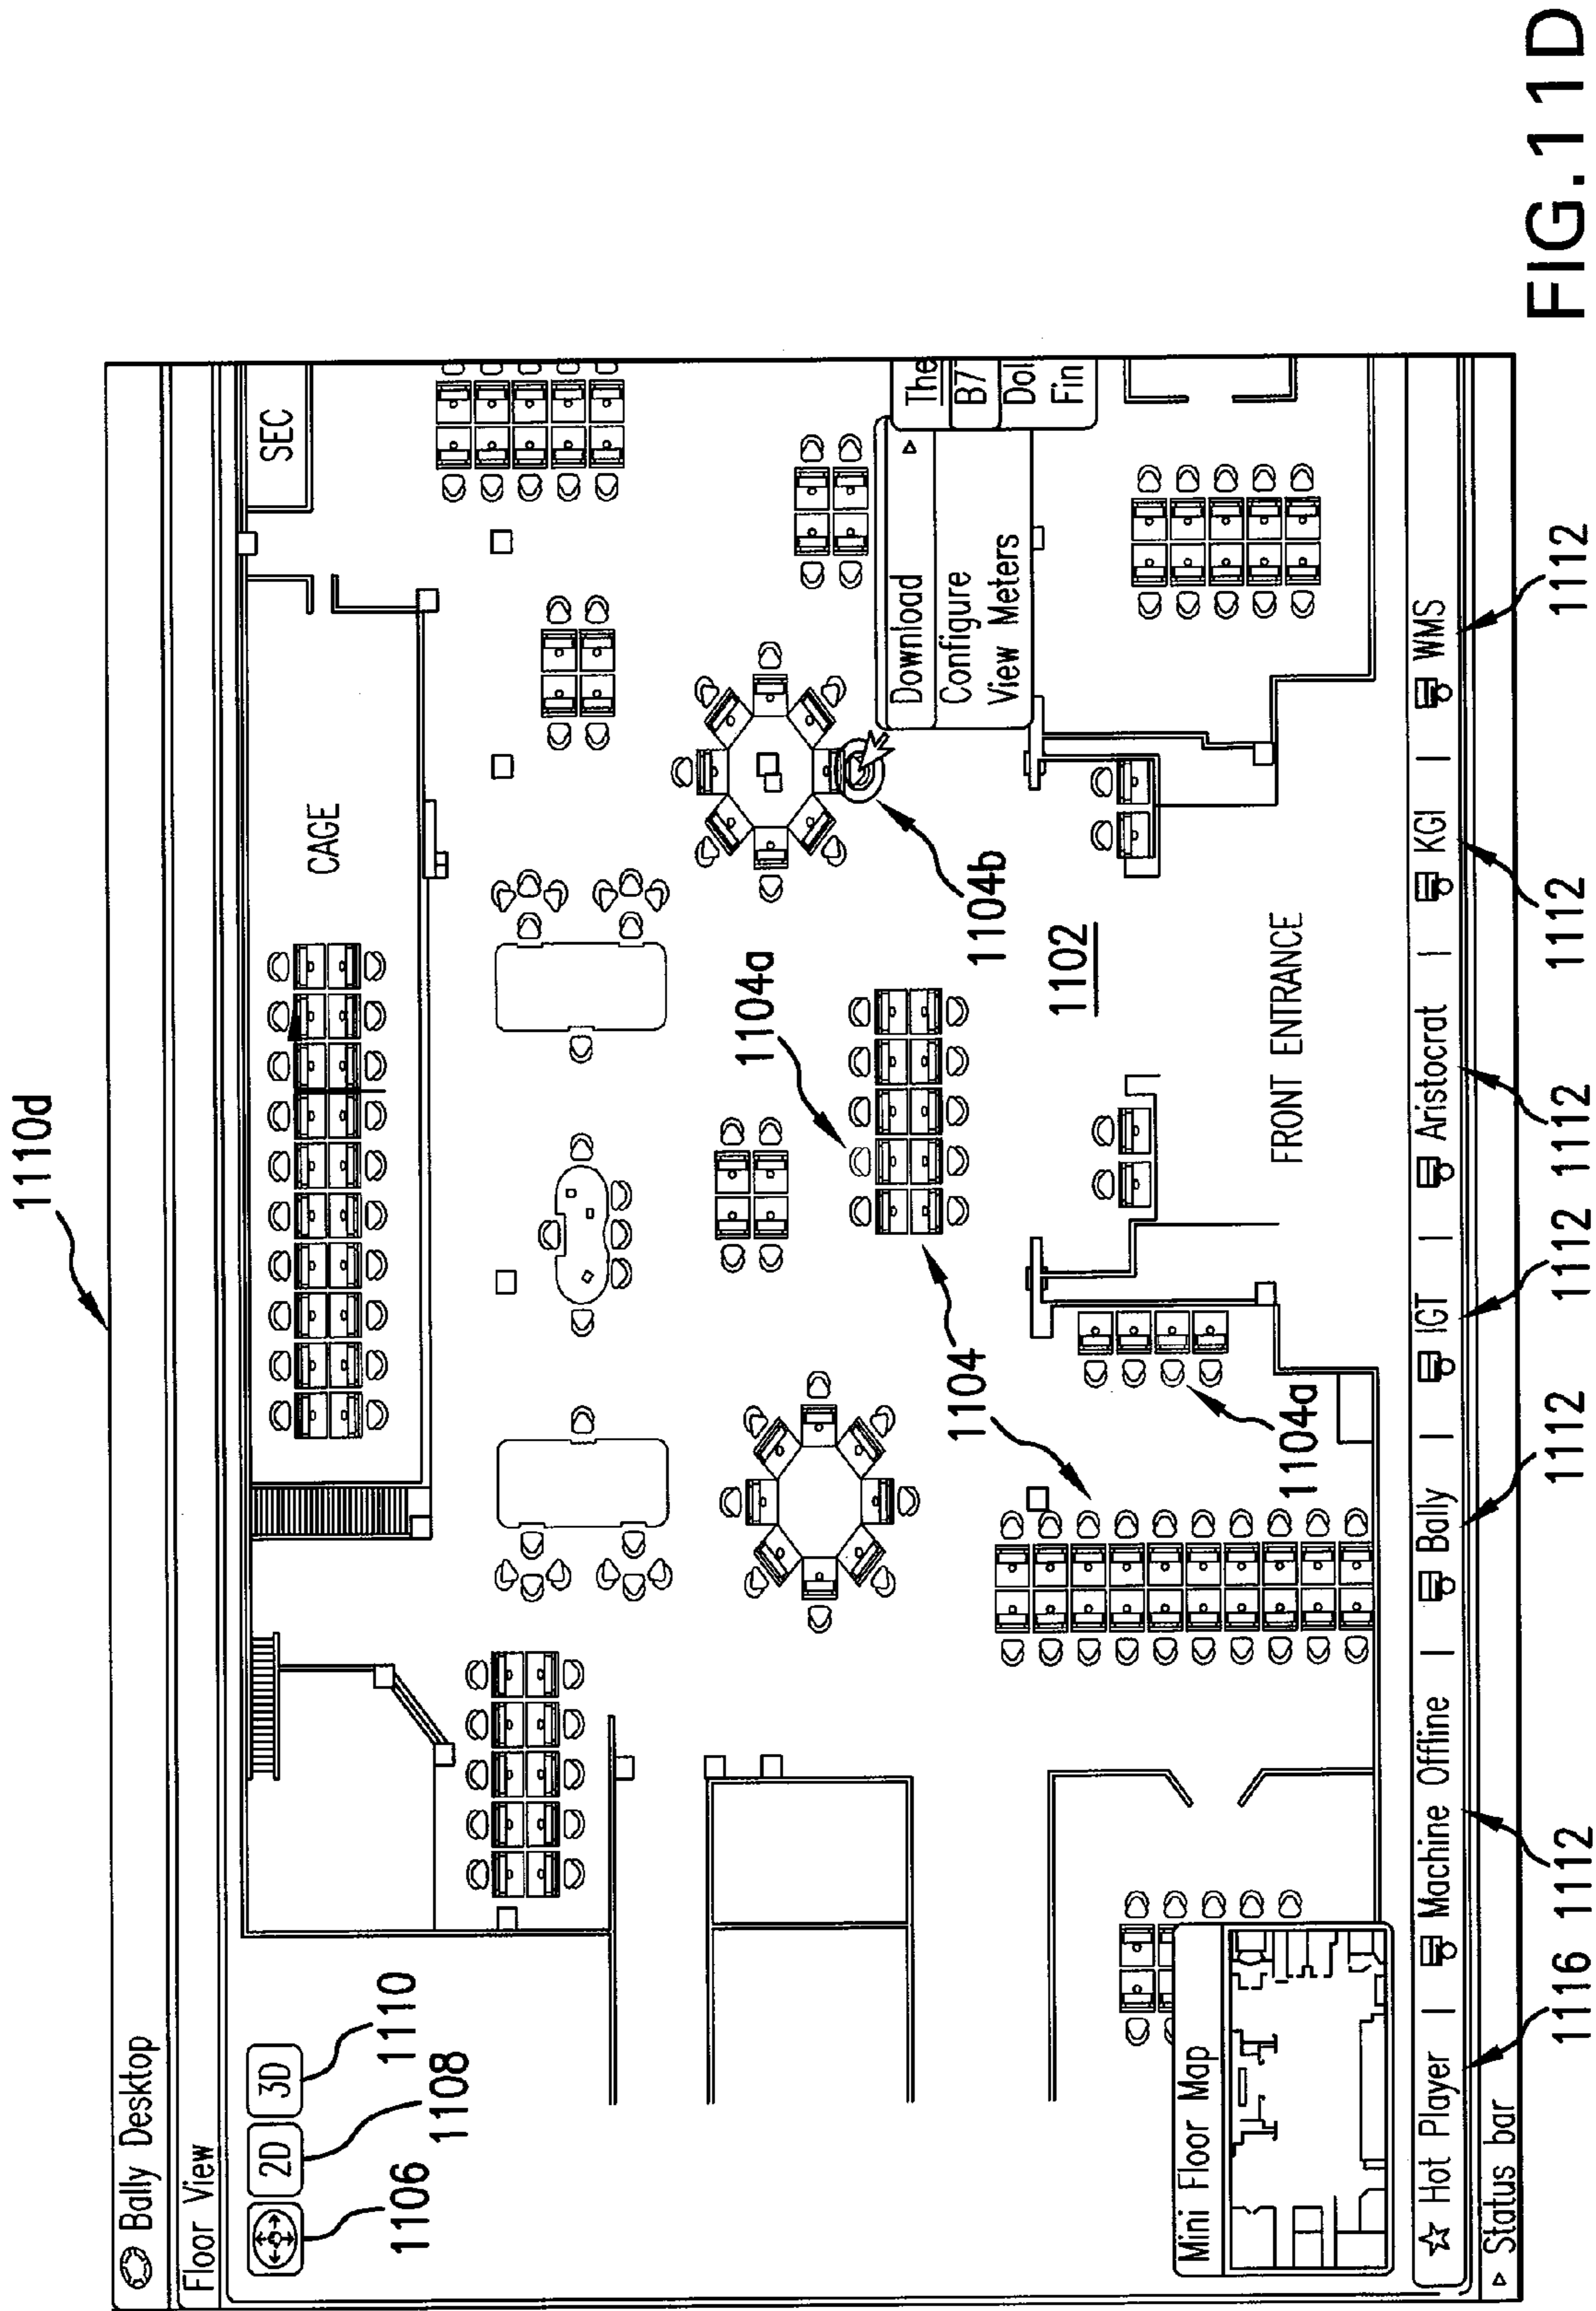 1110d
Bally Desktop
Floor View
2D
3D
1106
1108
1110
CAGE
SEC
1104a
1104b
1104
1102
1104a
Download
Configure
View Meters
The
B7
Dol
Fin
FRONT ENTRANCE
Mini Floor Map
Hot Player | Machine Offline | Bally | IGT | Aristocrat | KGI | WMS
Status bar
1116 1112 1112 1112 1112 1112 1112
FIG.11D